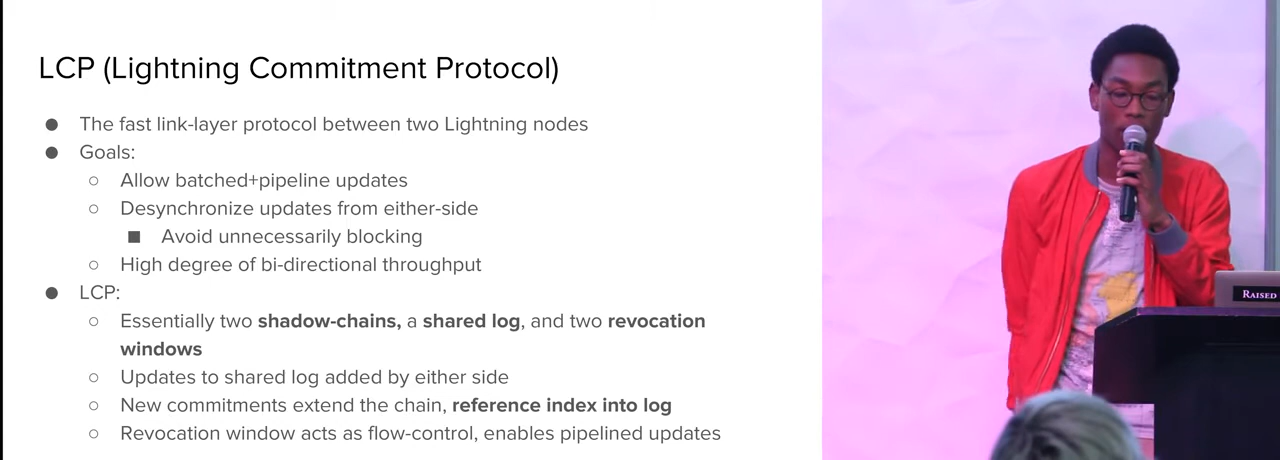 LCP (Lightning Commitment Protocol)
● The fast link-layer protocol between two Lightning nodes
● Goals:
○ Allow batched+pipeline updates
○ Desynchronize updates from either-side
■ Avoid unnecessarily blocking
○ High degree of bi-directional throughput
● LCP:
○ Essentially two shadow-chains, a shared log, and two revocation
windows
○ Updates to shared log added by either side
○ New commitments extend the chain, reference index into log
○ Revocation window acts as flow-control, enables pipelined updates
RAISED